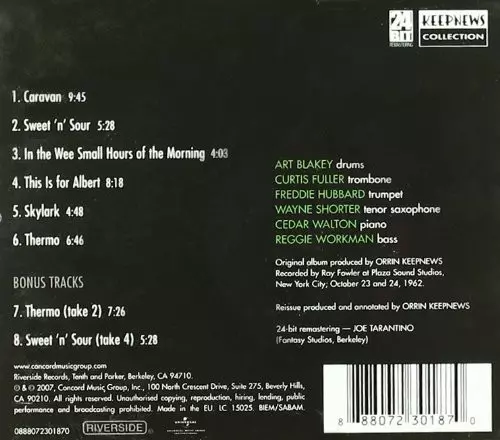 24
BIT
REMASTERING
KEEPNEWS
COLLECTION
1. Caravan 9:45
2. Sweet 'n' Sour 5:28
3. In the Wee Small Hours of the Morning 4:03
4. This Is for Albert 8:18
5. Skylark 4:48
6. Thermo 6:46
BONUS TRACKS
7. Thermo (take 2) 7:26
8. Sweet 'n' Sour (take 4) 5:28
ART BLAKEY drums
CURTIS FULLER trombone
FREDDIE HUBBARD trumpet
WAYNE SHORTER tenor saxophone
CEDAR WALTON piano
REGGIE WORKMAN bass
Original album produced by ORRIN KEEPNEWS
Recorded by Ray Fowler at Plaza Sound Studios,
New York City; October 23 and 24, 1962.
Reissue produced and annotated by ORRIN KEEPNEWS
24-bit remastering — JOE TARANTINO
(Fantasy Studios, Berkeley)
www.concordmusicgroup.com
Riverside Records, Tenth and Parker, Berkeley, CA 94710.
℗ & © 2007, Concord Music Group, Inc., 100 North Crescent Drive, Suite 275, Beverly Hills,
CA 90210. All rights reserved. Unauthorised copying, reproduction, hiring, lending, public
performance and broadcasting prohibited. Made in the EU. LC 15025. BIEM/SABAM.
0888072301870
RIVERSIDE
UNIVERSAL
8 88072 30187 0